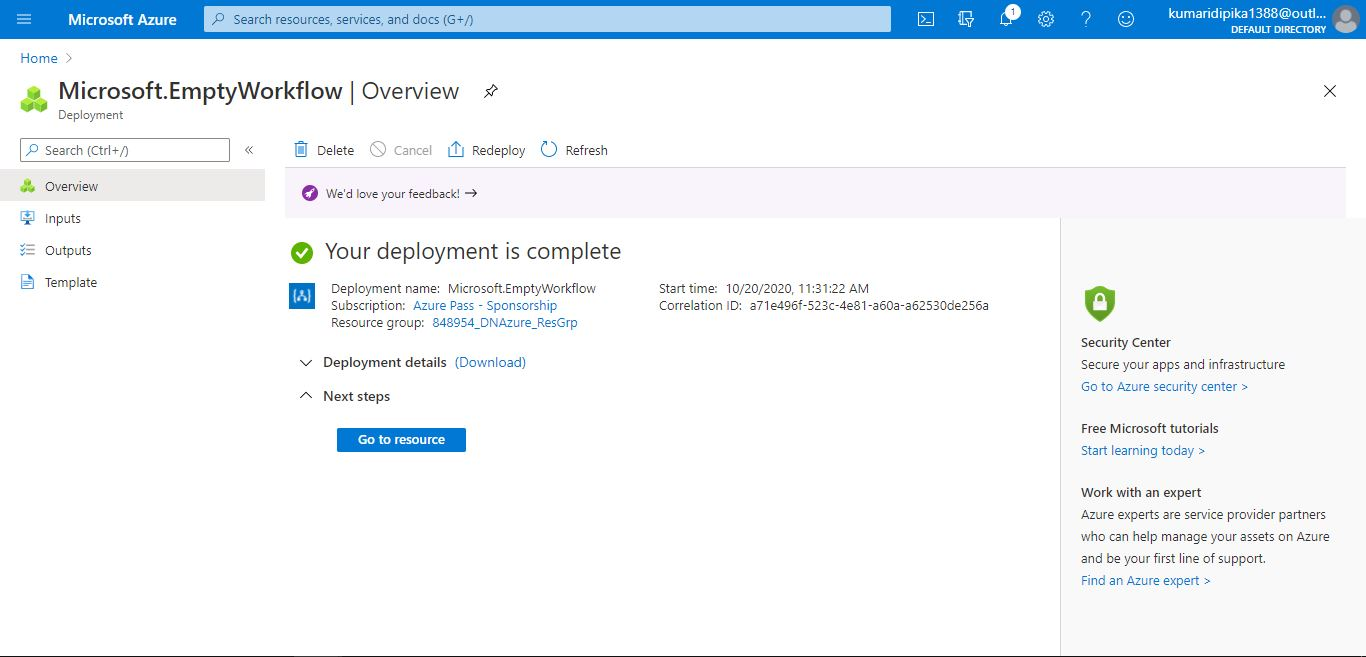 Microsoft Azure
Search resources, services, and docs (G+/)
1
kumaridipika1388@outl...
DEFAULT DIRECTORY
Home >
Microsoft.EmptyWorkflow | Overview
Deployment
Search (Ctrl+/)
«
Overview
Inputs
Outputs
Template
Delete
Cancel
Redeploy
Refresh
We'd love your feedback! →
Your deployment is complete
Deployment name: Microsoft.EmptyWorkflow
Subscription: Azure Pass - Sponsorship
Resource group: 848954_DNAzure_ResGrp
Start time: 10/20/2020, 11:31:22 AM
Correlation ID: a71e496f-523c-4e81-a60a-a62530de256a
Deployment details (Download)
Next steps
Go to resource
Security Center
Secure your apps and infrastructure
Go to Azure security center >
Free Microsoft tutorials
Start learning today >
Work with an expert
Azure experts are service provider partners
who can help manage your assets on Azure
and be your first line of support.
Find an Azure expert >